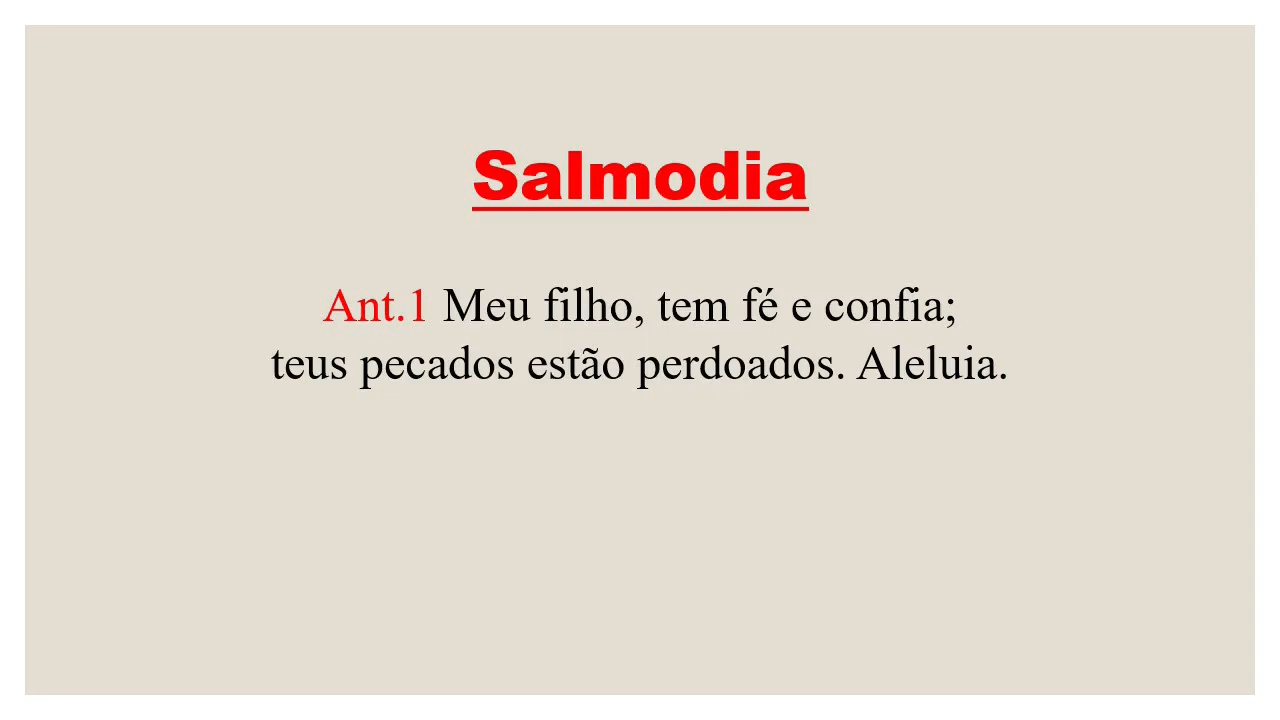 Salmodia
Ant.1 Meu filho, tem fé e confia;
teus pecados estão perdoados. Aleluia.